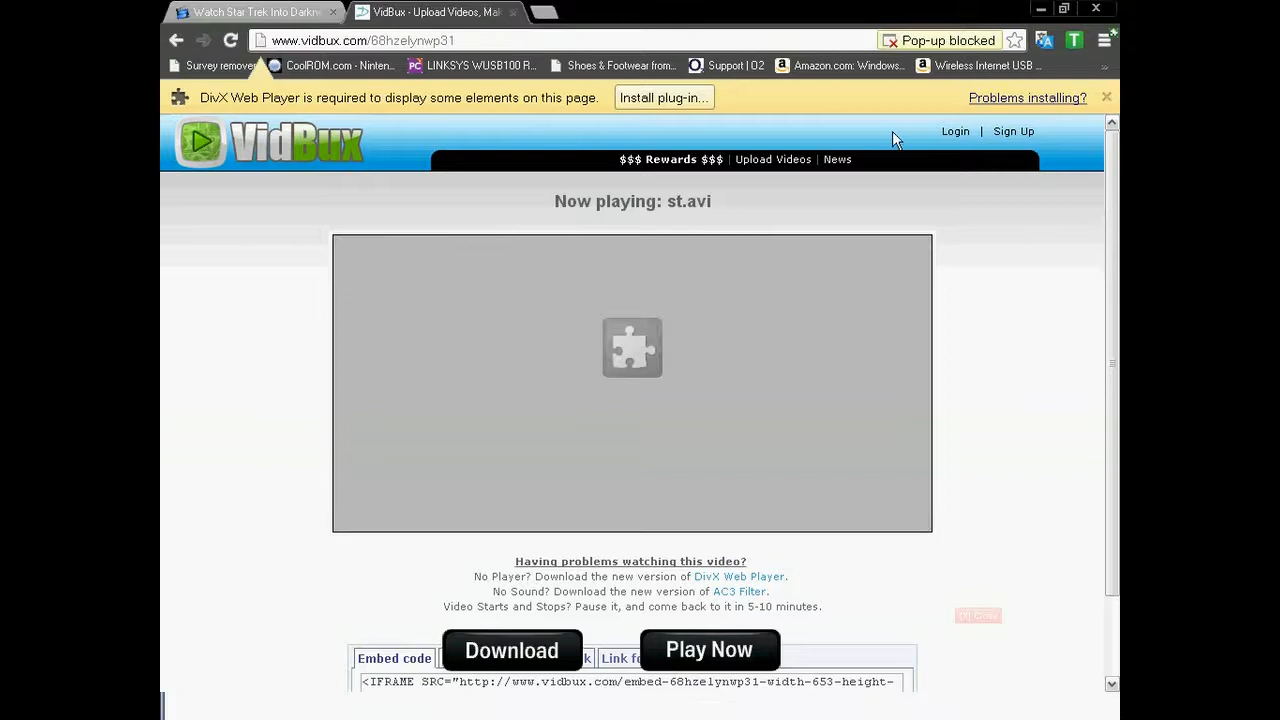 Watch Star Trek Into Darkn
VidBux - Upload Videos, Mak
www.vidbux.com/68hzelynwp31
Pop-up blocked
Survey remover
CoolROM.com - Ninten...
LINKSYS WUSB100 R...
Shoes & Footwear from...
Support | O2
Amazon.com: Windows...
Wireless Internet USB ...
DivX Web Player is required to display some elements on this page.
Install plug-in...
Problems installing?
VidBux
Login | Sign Up
$$$ Rewards $$$ | Upload Videos | News
Now playing: st.avi
Having problems watching this video?
No Player? Download the new version of DivX Web Player.
No Sound? Download the new version of AC3 Filter.
Video Starts and Stops? Pause it, and come back to it in 5-10 minutes.
Download
Play Now
Embed code
Link fo
<IFRAME SRC="http://www.vidbux.com/embed-68hzelynwp31-width-653-height-